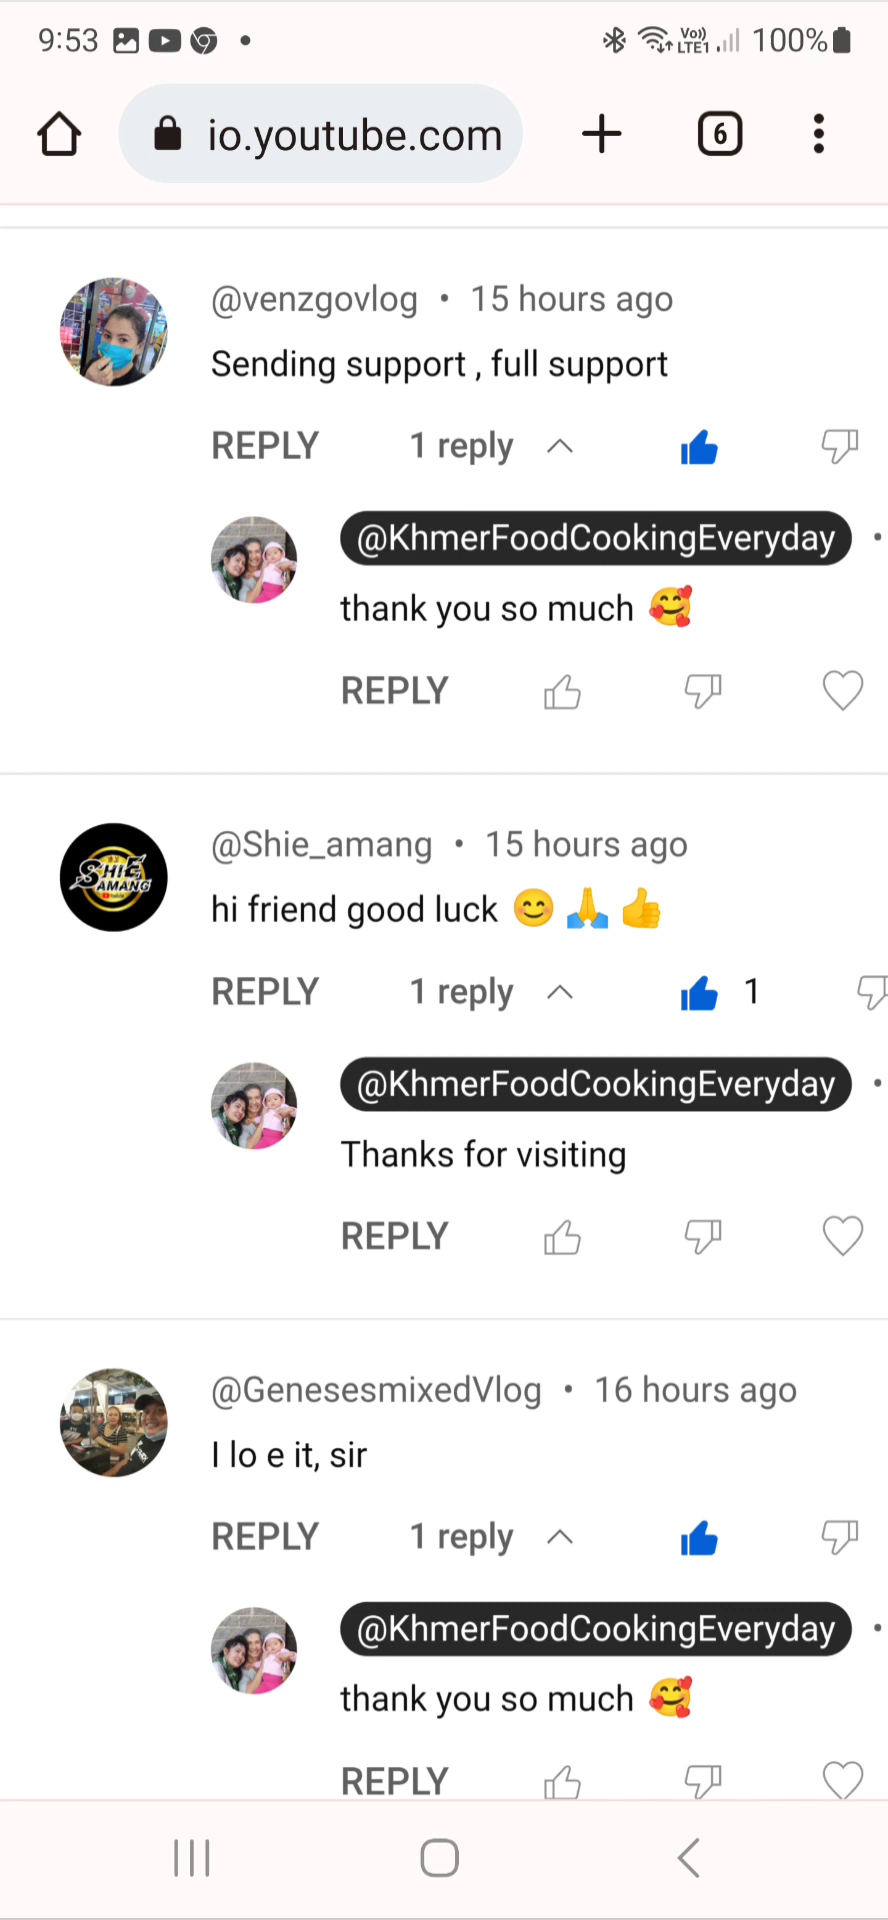 9:53 Vo)) LTE1 100%
io.youtube.com 6
@venzgovlog • 15 hours ago
Sending support , full support
REPLY 1 reply
@KhmerFoodCookingEveryday •
thank you so much 🥰
REPLY
@Shie_amang • 15 hours ago
SHIE
AMANG
hi friend good luck 😊 🙏 👍
REPLY 1 reply 1
@KhmerFoodCookingEveryday •
Thanks for visiting
REPLY
@GenesesmixedVlog • 16 hours ago
I lo e it, sir
REPLY 1 reply
@KhmerFoodCookingEveryday •
thank you so much 🥰
REPLY